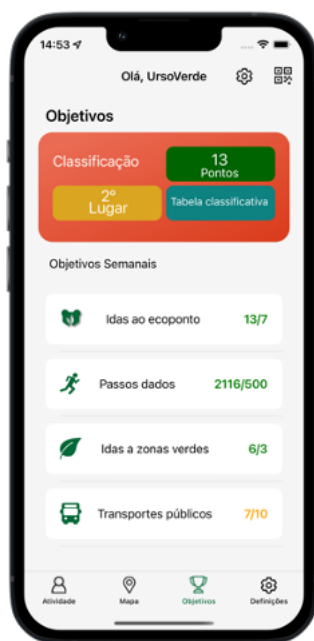 14:53
Olá, UrsoVerde
Objetivos
Classificação
13
Pontos
2º
Lugar
Tabela classificativa
Objetivos Semanais
Idas ao ecoponto 13/7
Passos dados 2116/500
Idas a zonas verdes 6/3
Transportes públicos 7/10
Atividade Mapa Objetivos Definições